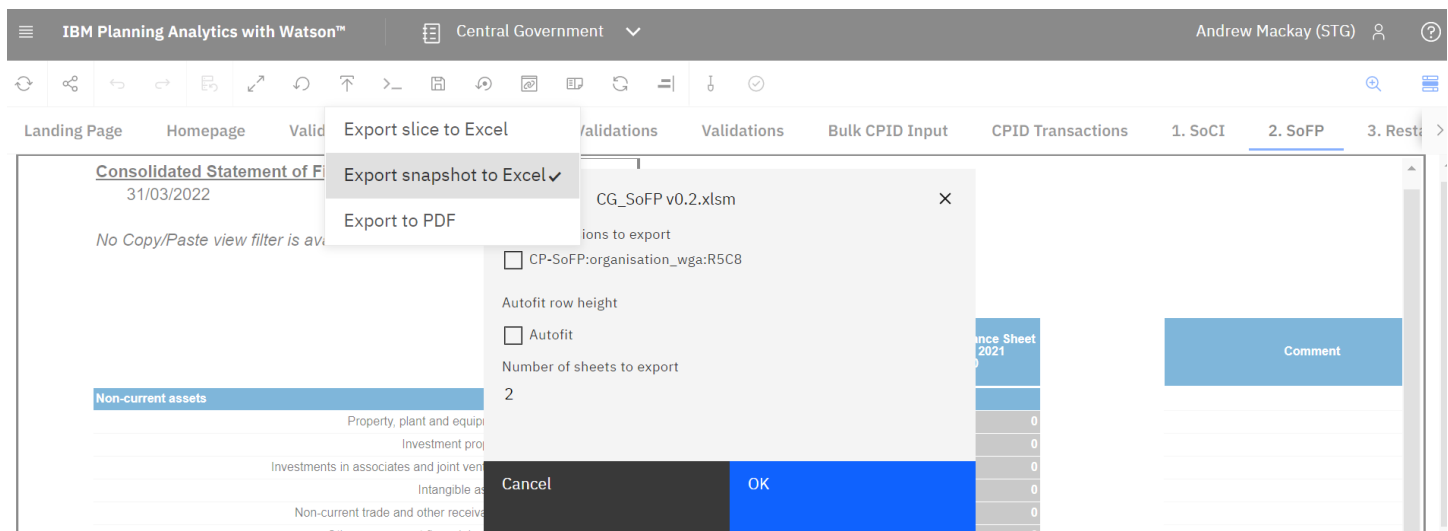 IBM Planning Analytics with Watson™ Central Government Andrew Mackay (STG)
Landing Page Homepage Valid Validations Validations Bulk CPID Input CPID Transactions 1. SoCI 2. SoFP 3. Resta
Export slice to Excel
Export snapshot to Excel
Export to PDF
Consolidated Statement of Fi
31/03/2022
No Copy/Paste view filter is ava
CG_SoFP v0.2.xlsm
ions to export
CP-SoFP:organisation_wga:R5C8
Autofit row height
Autofit
Number of sheets to export
2
Cancel OK
ance Sheet
2021
Comment
Non-current assets
Property, plant and equip
0
Investment prop
0
Investments in associates and joint vent
0
Intangible as
0
Non-current trade and other receiva
0